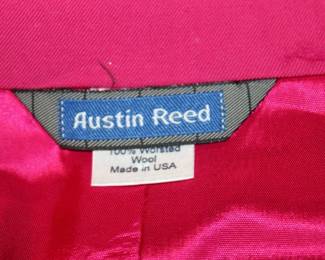 Austin Reed
100% Worsted
Wool
Made in USA